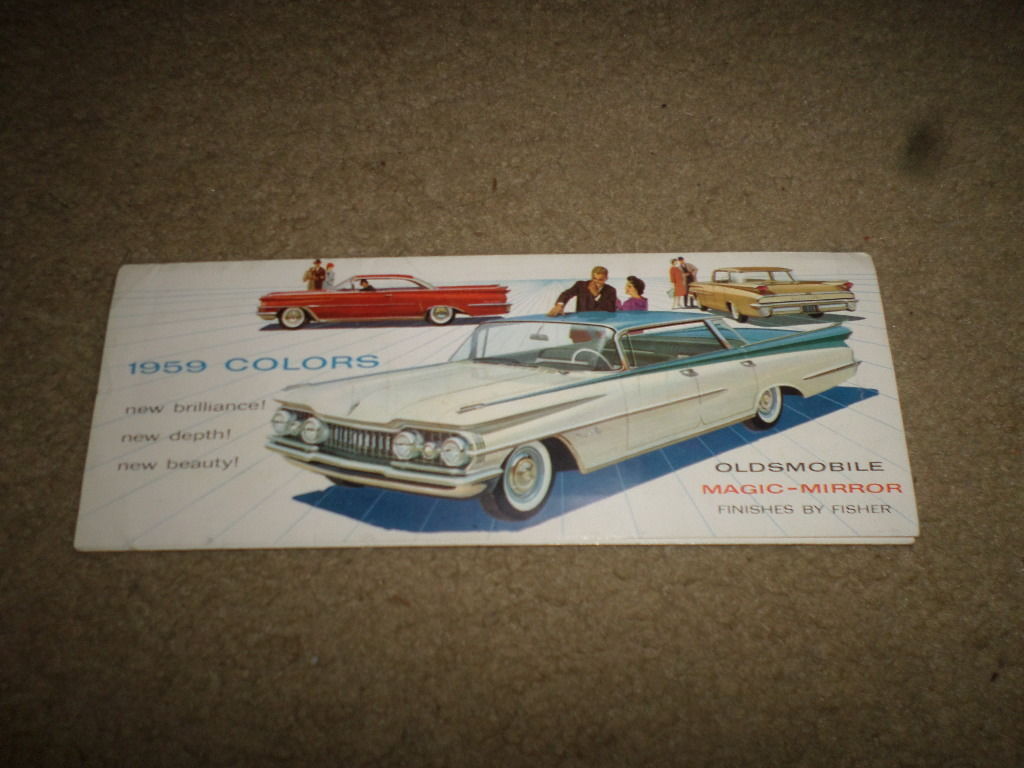 1959 COLORS
new brilliance!
new depth!
new beauty!
OLDSMOBILE
MAGIC-MIRROR
FINISHES BY FISHER